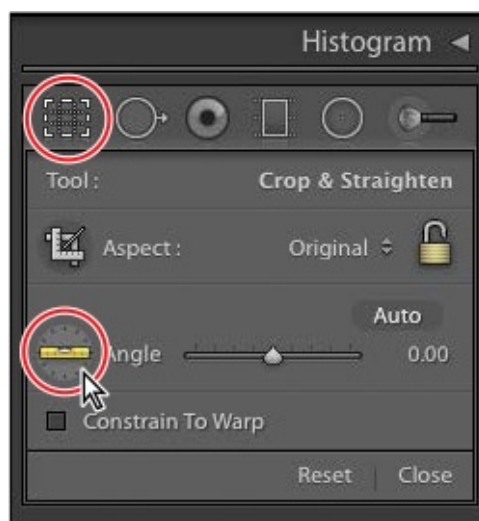 Histogram
Tool : Crop & Straighten
Aspect : Original
Auto
Angle 0.00
Constrain To Warp
Reset Close